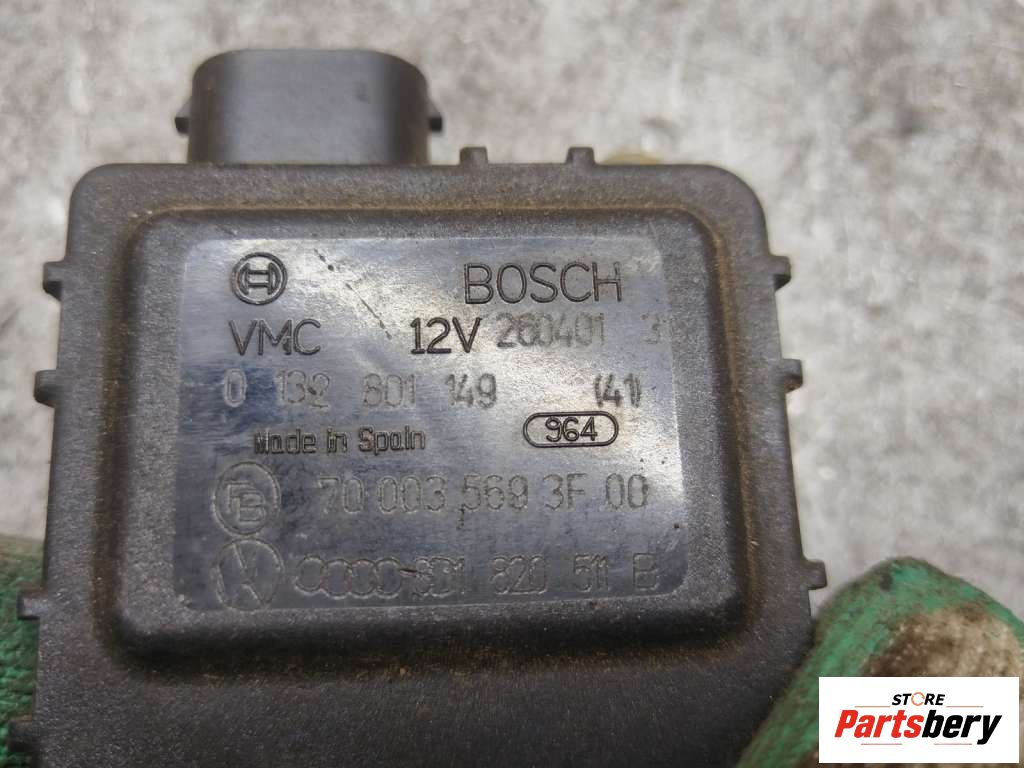 BOSCH
VMC 12V 260401 3
0 132 801 149 (41)
Made in Spain 964
70 003 569 3F 00
8D1 820 511 B
STORE
Partsbery